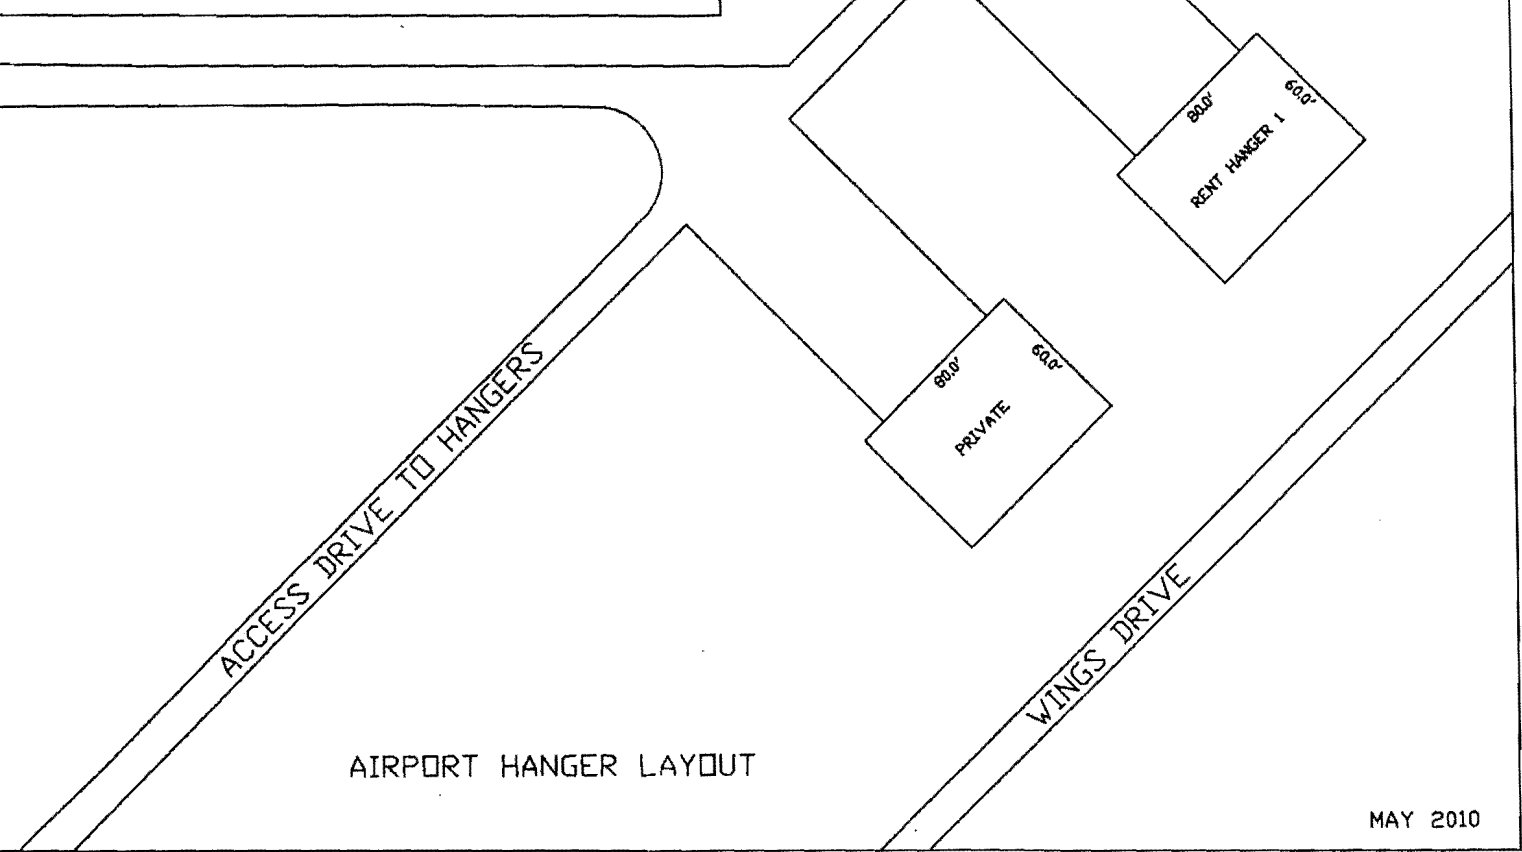 80.0'
60.0'
RENT HANGER 1
80.0'
60.0'
PRIVATE
ACCESS DRIVE TO HANGERS
WINGS DRIVE
AIRPORT HANGER LAYOUT
MAY 2010